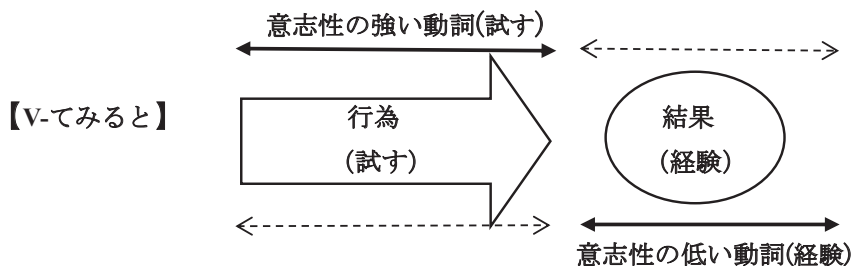 意志性の強い動詞(試す)
【V-てみると】
行為
(試す)
結果
(経験)
意志性の低い動詞(経験)